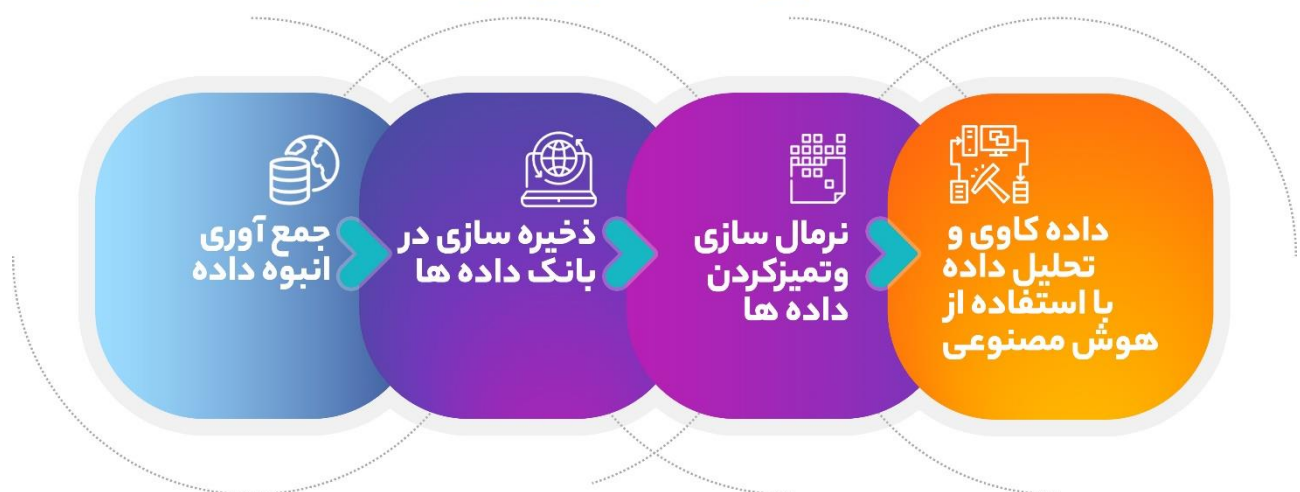 جمع آوری
انبوه داده
ذخیره سازی در
بانک داده ها
نرمال سازی
وتمیزکردن
داده ها
داده کاوی و
تحلیل داده
با استفاده از
هوش مصنوعی